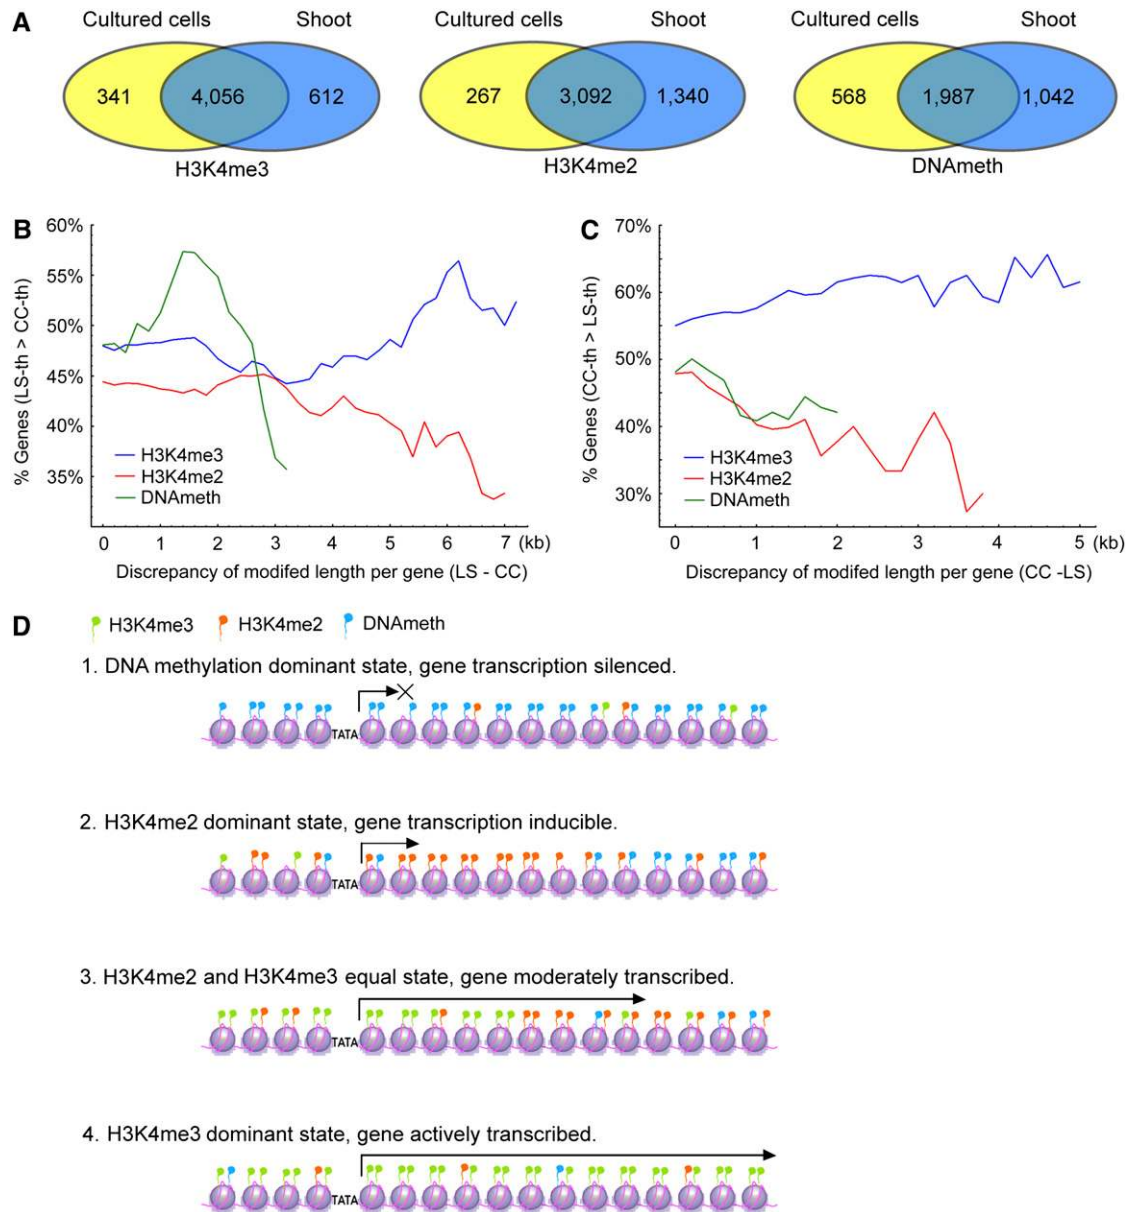 A
Cultured cells Shoot Cultured cells Shoot Cultured cells Shoot
341 4,056 612 267 3,092 1,340 568 1,987 1,042
H3K4me3 H3K4me2 DNAmeth
B
60%
55%
50%
45%
40%
35%
% Genes (LS-th > CC-th)
H3K4me3
H3K4me2
DNAmeth
0 1 2 3 4 5 6 7 (kb)
Discrepancy of modifed length per gene (LS - CC)
C
70%
60%
50%
40%
30%
% Genes (CC-th > LS-th)
H3K4me3
H3K4me2
DNAmeth
0 1 2 3 4 5 (kb)
Discrepancy of modifed length per gene (CC -LS)
D
H3K4me3 H3K4me2 DNAmeth
1. DNA methylation dominant state, gene transcription silenced.
TATA
2. H3K4me2 dominant state, gene transcription inducible.
TATA
3. H3K4me2 and H3K4me3 equal state, gene moderately transcribed.
TATA
4. H3K4me3 dominant state, gene actively transcribed.
TATA